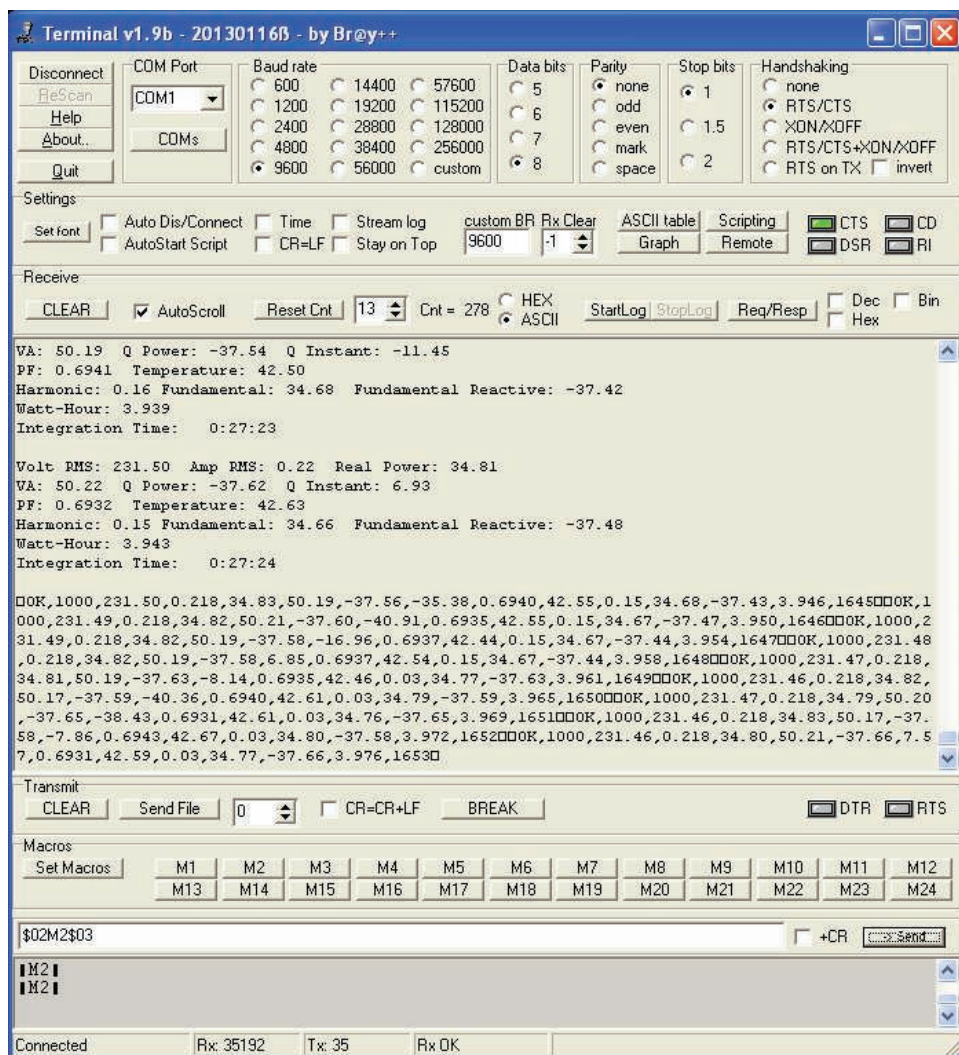 Terminal v1.9b - 20130116ß - by Br@y++
Disconnect
ReScan
Help
About..
Quit
COM Port
COM1
COMs
Baud rate
600 14400 57600
1200 19200 115200
2400 28800 128000
4800 38400 256000
9600 56000 custom
Data bits
5
6
7
8
Parity
none
odd
even
mark
space
Stop bits
1
1.5
2
Handshaking
none
RTS/CTS
XON/XOFF
RTS/CTS+XON/XOFF
RTS on TX invert
Settings
Set font
Auto Dis/Connect Time Stream log
AutoStart Script CR=LF Stay on Top
custom BR Rx Clear
9600 -1
ASCII table Scripting
Graph Remote
CTS CD
DSR RI
Receive
CLEAR AutoScroll Reset Cnt 13 Cnt = 278
HEX
ASCII
StartLog StopLog Req/Resp
Dec Bin
Hex
VA: 50.19 Q Power: -37.54 Q Instant: -11.45
PF: 0.6941 Temperature: 42.50
Harmonic: 0.16 Fundamental: 34.68 Fundamental Reactive: -37.42
Watt-Hour: 3.939
Integration Time: 0:27:23
Volt RMS: 231.50 Amp RMS: 0.22 Real Power: 34.81
VA: 50.22 Q Power: -37.62 Q Instant: 6.93
PF: 0.6932 Temperature: 42.63
Harmonic: 0.15 Fundamental: 34.66 Fundamental Reactive: -37.48
Watt-Hour: 3.943
Integration Time: 0:27:24
□OK,1000,231.50,0.218,34.83,50.19,-37.56,-35.38,0.6940,42.55,0.15,34.68,-37.43,3.946,1645□□OK,1
000,231.49,0.218,34.82,50.21,-37.60,-40.91,0.6935,42.55,0.15,34.67,-37.47,3.950,1646□□OK,1000,2
31.49,0.218,34.82,50.19,-37.58,-16.96,0.6937,42.44,0.15,34.67,-37.44,3.954,1647□□OK,1000,231.48
,0.218,34.82,50.19,-37.58,6.85,0.6937,42.54,0.15,34.67,-37.44,3.958,1648□□OK,1000,231.47,0.218,
34.81,50.19,-37.63,-8.14,0.6935,42.46,0.03,34.77,-37.63,3.961,1649□□OK,1000,231.46,0.218,34.82,
50.17,-37.59,-40.36,0.6940,42.61,0.03,34.79,-37.59,3.965,1650□□OK,1000,231.47,0.218,34.79,50.20
,-37.65,-38.43,0.6931,42.61,0.03,34.76,-37.65,3.969,1651□□OK,1000,231.46,0.218,34.83,50.17,-37.
58,-7.86,0.6943,42.67,0.03,34.80,-37.58,3.972,1652□□OK,1000,231.46,0.218,34.80,50.21,-37.66,7.5
7,0.6931,42.59,0.03,34.77,-37.66,3.976,1653□
Transmit
CLEAR Send File 0 CR=CR+LF BREAK DTR RTS
Macros
Set Macros M1 M2 M3 M4 M5 M6 M7 M8 M9 M10 M11 M12
M13 M14 M15 M16 M17 M18 M19 M20 M21 M22 M23 M24
$02M2$03 +CR -> Send
❚M2❚
❚M2❚
Connected Rx: 35192 Tx: 35 Rx OK